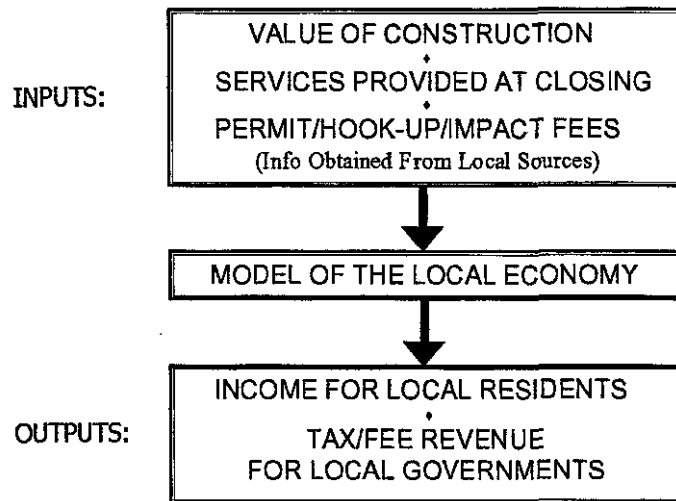 VALUE OF CONSTRUCTION
SERVICES PROVIDED AT CLOSING
INPUTS:
PERMIT/HOOK-UP/IMPACT FEES
(Info Obtained From Local Sources)
MODEL OF THE LOCAL ECONOMY
INCOME FOR LOCAL RESIDENTS
OUTPUTS:
TAX/FEE REVENUE
FOR LOCAL GOVERNMENTS